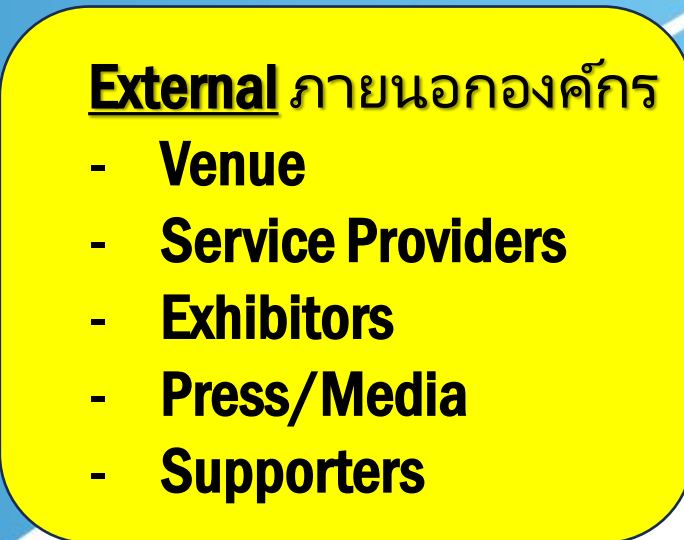 External ภายนอกองค์กร
- Venue
- Service Providers
- Exhibitors
- Press/Media
- Supporters